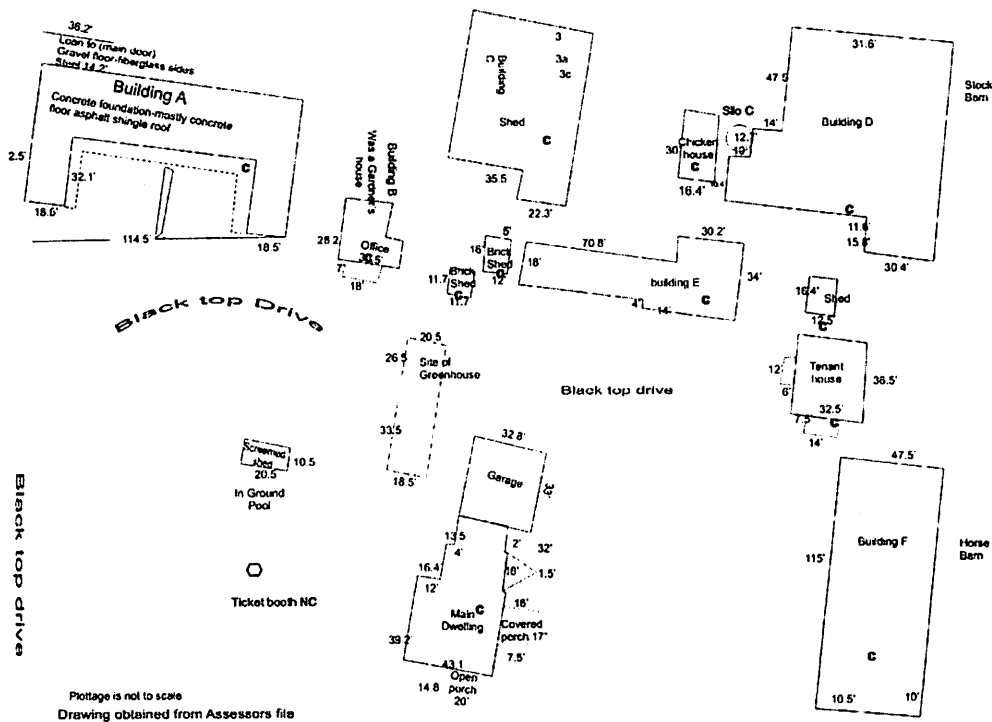 36.2'
Loan to (main door)
Gravel floor-fiberglass sides
Shed 14.2'
Building A
Concrete foundation-mostly concrete
floor asphalt shingle roof
C
2.5'
32.1'
18.6'
114.5'
18.5'
Building B
Was a Gardner's
house
28.2
Office
7'
18'
3
3a
3c
Building
C
Shed
C
35.5
22.3'
31.6'
47.5
Stock
Barn
Silo C
14'
12.
19'
Building D
30
Chicken
house
C
16.4'
C
11.6'
15.8'
30.4'
5'
16'
Brick
Shed
C
12'
11.7
Brick
Shed
C
11.7
70.8'
30.2'
18'
building E
C
34'
4'
14'
16.4'
Shed
12.5'
C
Black top Drive
20.5
26.5
Site of
Greenhouse
33.5
18.5'
Black top drive
12'
6'
Tenant
house
36.5'
32.5'
C
7.5'
14'
Screened
shed
10.5
20.5'
In Ground
Pool
Black top drive
Ticket booth NC
32.8'
Garage
33'
13.5
4'
2'
32'
16.4
12'
18'
1.5'
16'
Main
Dwelling
C
Covered
porch 17"
39.2
7.5'
43.1
Open
porch
20'
14.8
47.5'
115'
Building F
Horse
Barn
C
10.5'
10'
Plottage is not to scale
Drawing obtained from Assessors file